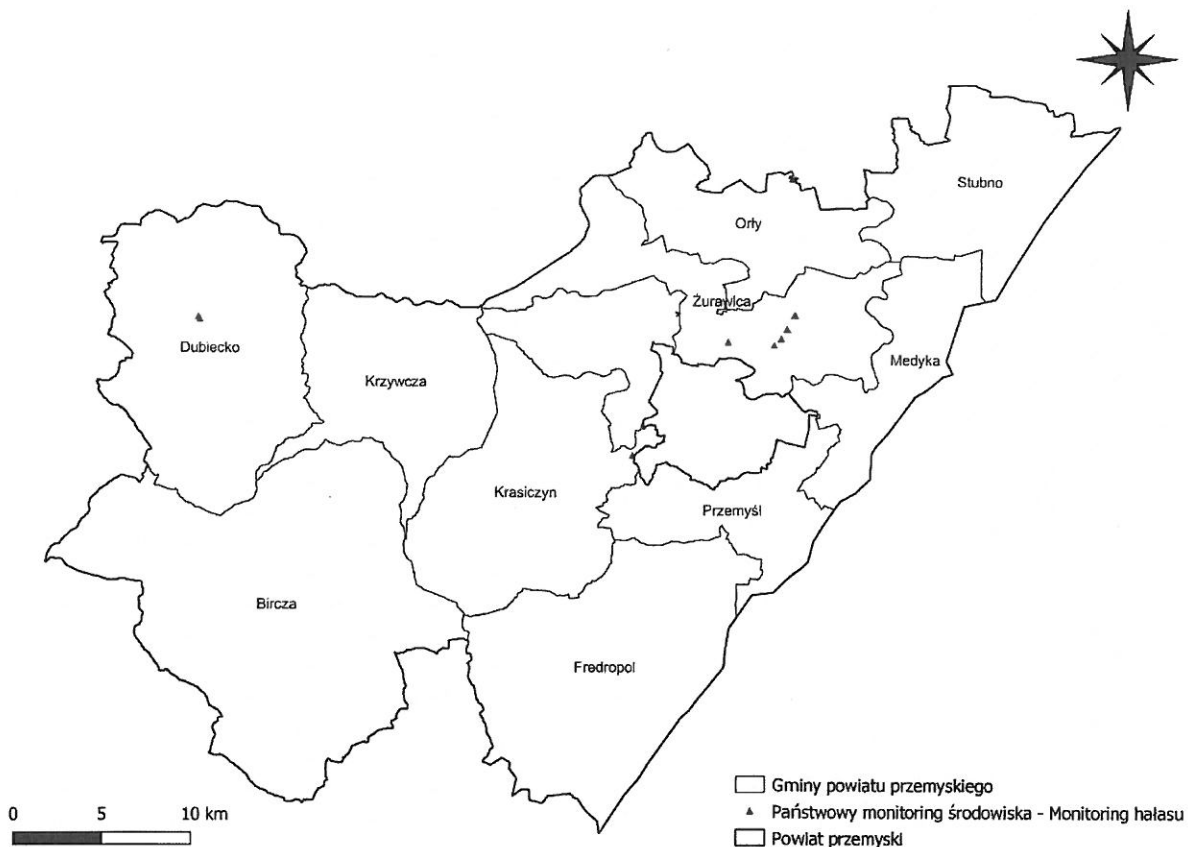 Stubno
Orły
Żurawica
Dubiecko
Medyka
Krzywcza
Krasiczyn
Przemyśl
Bircza
Fredropol
0 5 10 km
Gminy powiatu przemyskiego
Państwowy monitoring środowiska - Monitoring hałasu
Powiat przemyski